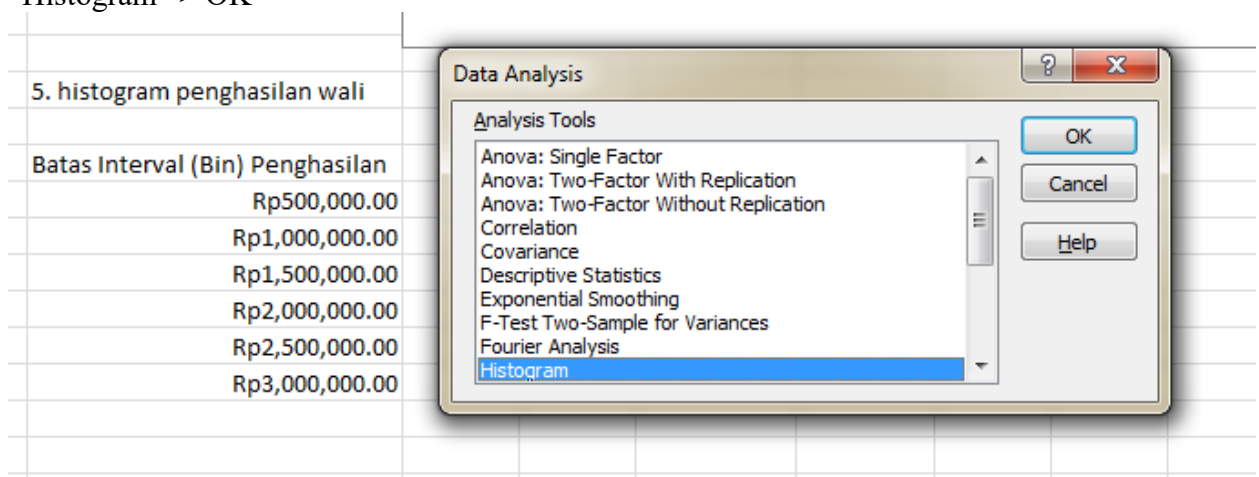 Histogram -> OK
5. histogram penghasilan wali
Batas Interval (Bin) Penghasilan
Rp500,000.00
Rp1,000,000.00
Rp1,500,000.00
Rp2,000,000.00
Rp2,500,000.00
Rp3,000,000.00
Data Analysis
?
X
Analysis Tools
Anova: Single Factor
Anova: Two-Factor With Replication
Anova: Two-Factor Without Replication
Correlation
Covariance
Descriptive Statistics
Exponential Smoothing
F-Test Two-Sample for Variances
Fourier Analysis
Histogram
OK
Cancel
Help